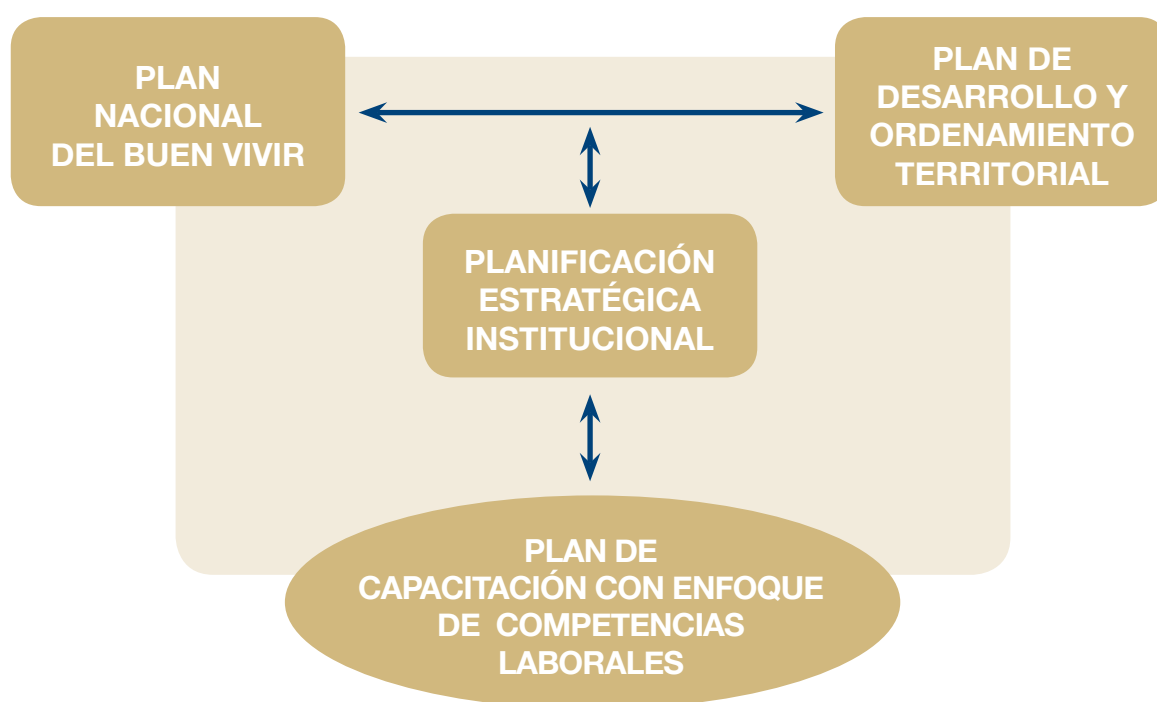 PLAN
NACIONAL
DEL BUEN VIVIR
PLAN DE
DESARROLLO Y
ORDENAMIENTO
TERRITORIAL
PLANIFICACIÓN
ESTRATÉGICA
INSTITUCIONAL
PLAN DE
CAPACITACIÓN CON ENFOQUE
DE COMPETENCIAS
LABORALES